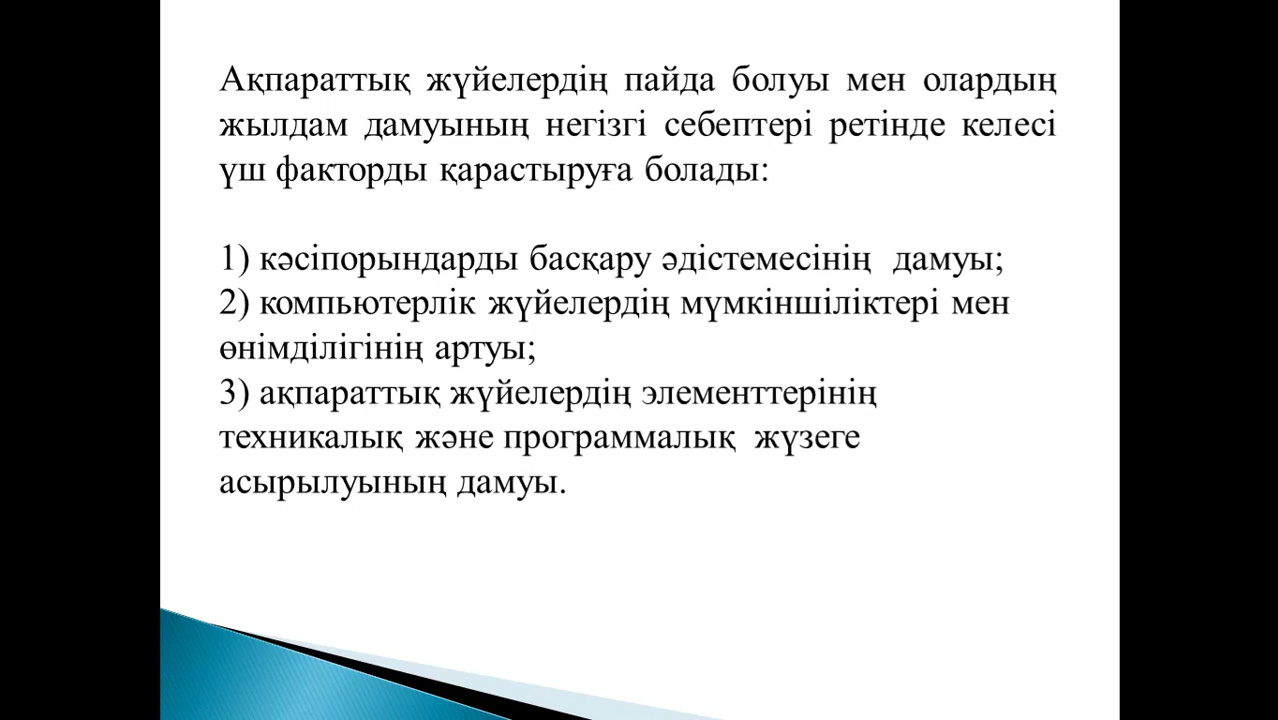 Ақпараттық жүйелердің пайда болуы мен олардың
жылдам дамуының негізгі себептері ретінде келесі
үш факторды қарастыруға болады:
1) кәсіпорындарды басқару әдістемесінің дамуы;
2) компьютерлік жүйелердің мүмкіншіліктері мен
өнімділігінің артуы;
3) ақпараттық жүйелердің элементтерінің
техникалық және программалық жүзеге
асырылуының дамуы.